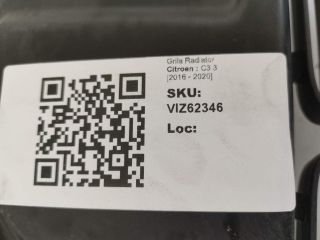 Grila Radiator
Citroen : C3 3
[2016 - 2020]
SKU:
VIZ62346
Loc: